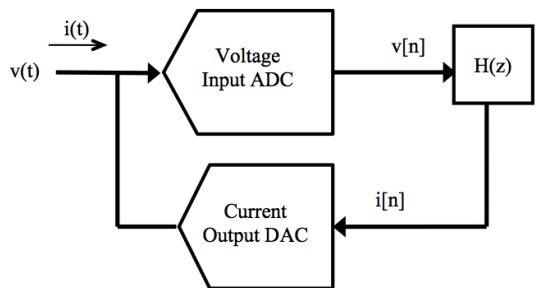 i(t)
v(t)
Voltage
Input ADC
v[n]
H(z)
i[n]
Current
Output DAC